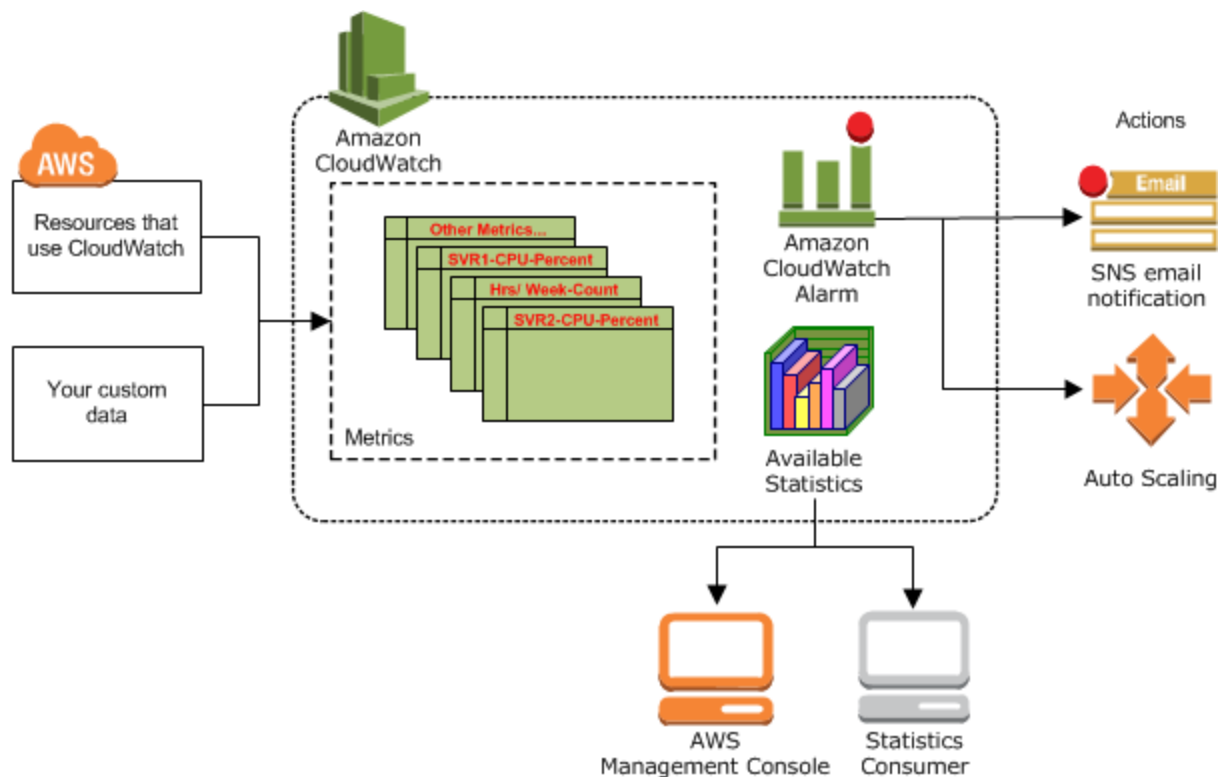 Amazon
CloudWatch
AWS
Resources that
use CloudWatch
Your custom
data
Other Metrics...
SVR1-CPU-Percent
Hrs/ Week-Count
SVR2-CPU-Percent
Metrics
Amazon
CloudWatch
Alarm
Available
Statistics
Actions
Email
SNS email
notification
Auto Scaling
AWS
Management Console
Statistics
Consumer